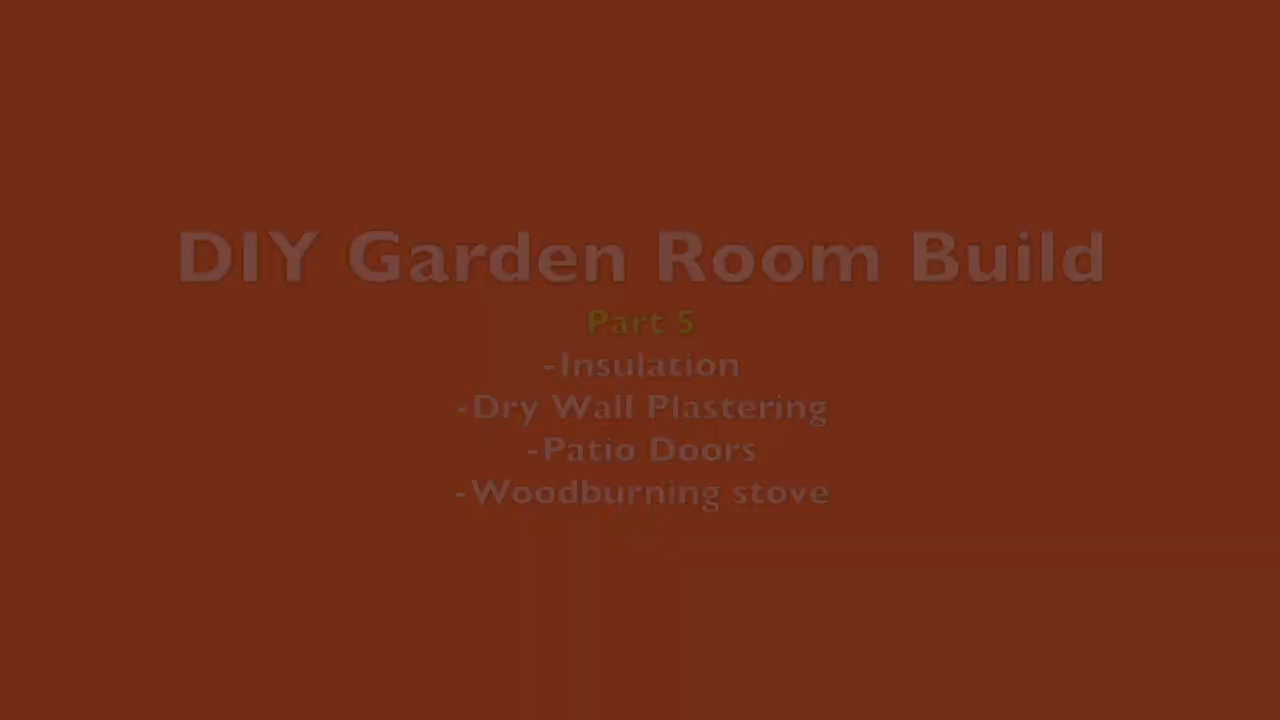 DIY Garden Room Build
Part 5
-Insulation
-Dry Wall Plastering
-Patio Doors
-Woodburning stove